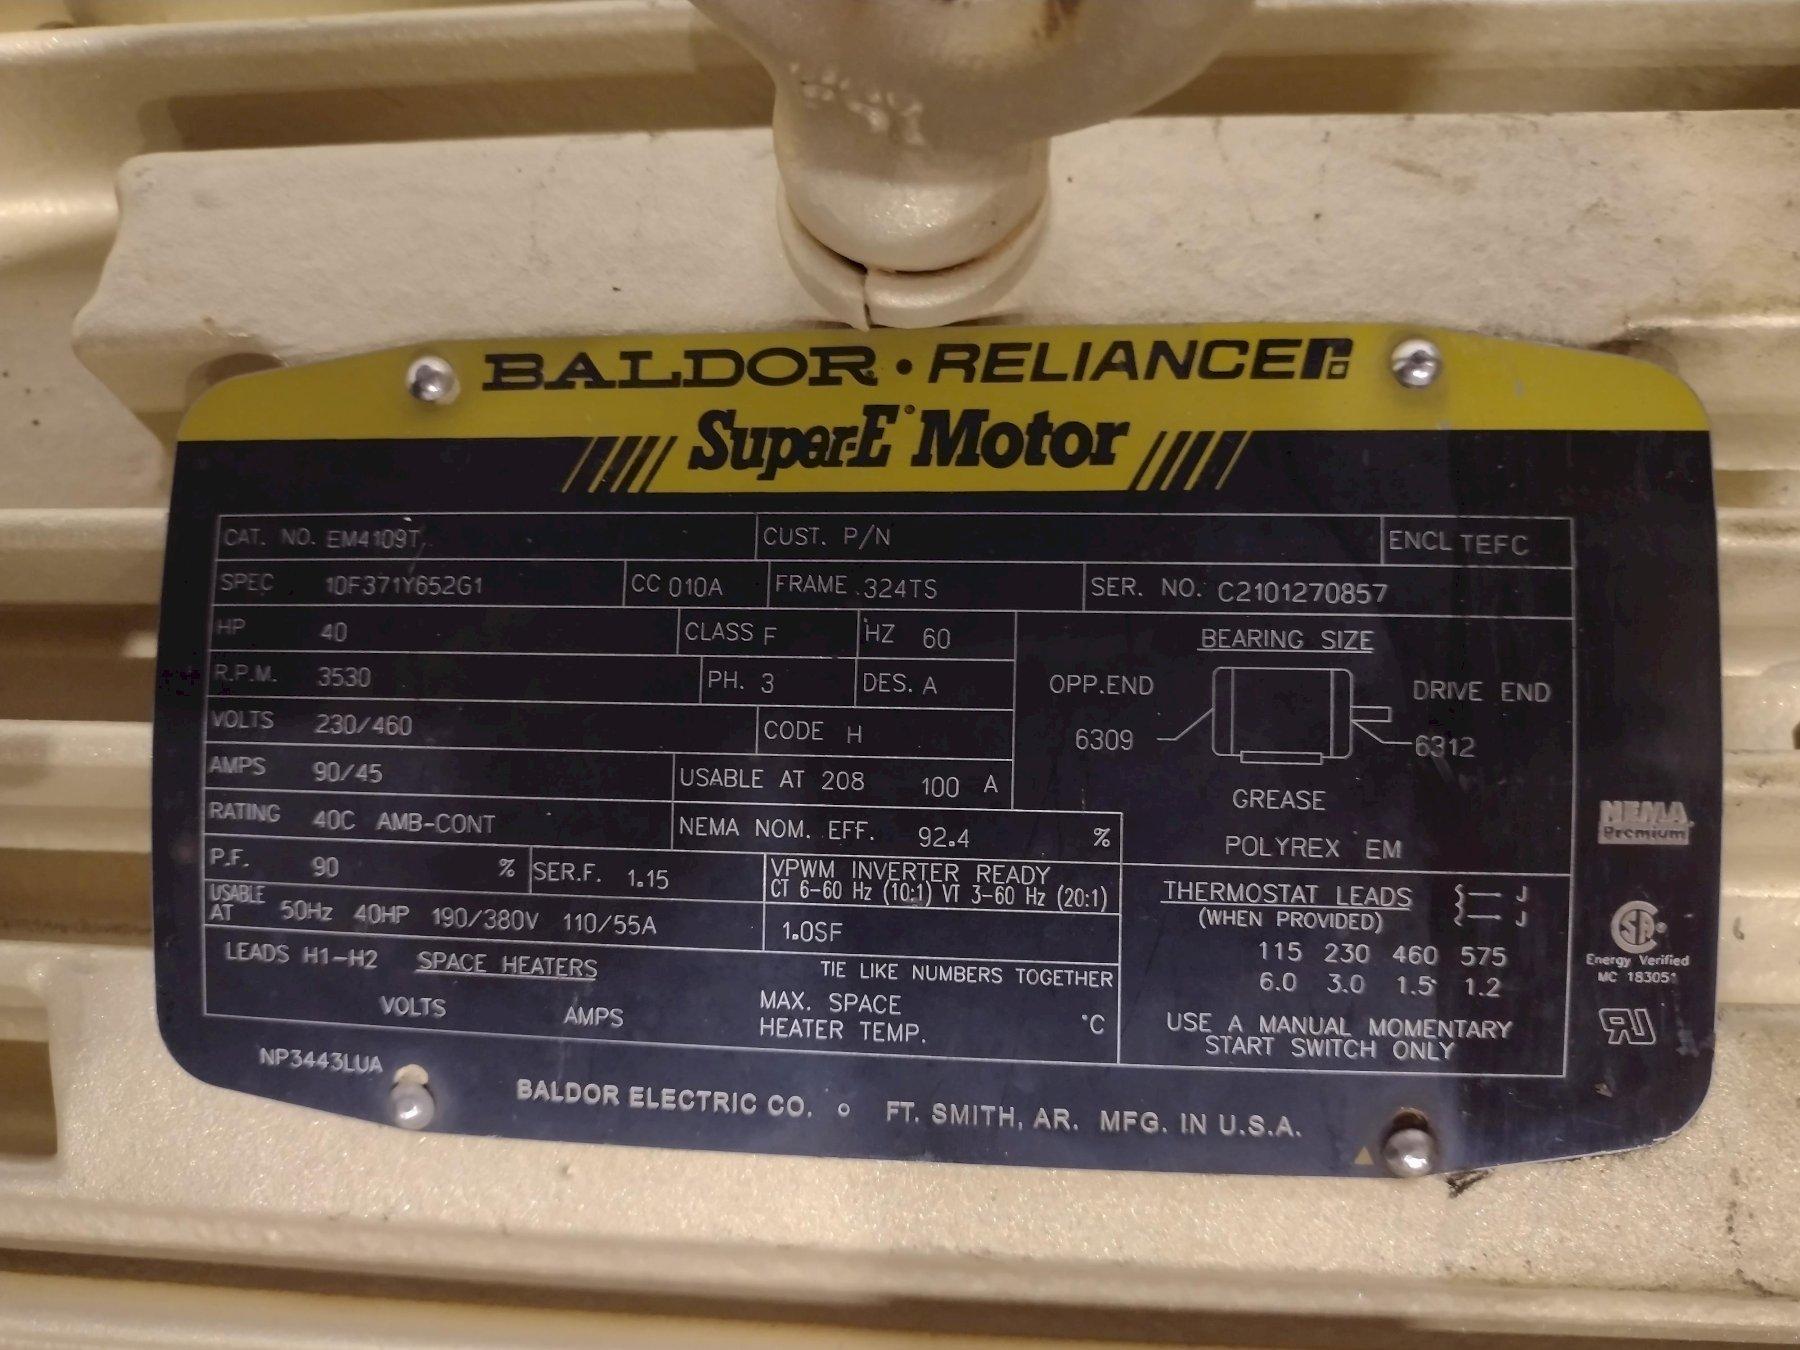 BALDOR • RELIANCE
Super-E Motor
CAT. NO. EM4109T CUST. P/N ENCL TEFC
SPEC 10F371Y652G1 CC 010A FRAME 324TS SER. NO. C2101270857
HP 40 CLASS F HZ 60
R.P.M. 3530 PH. 3 DES. A
VOLTS 230/460 CODE H
AMPS 90/45 USABLE AT 208 100 A
RATING 40C AMB-CONT NEMA NOM. EFF. 92.4 %
P.F. 90 % SER.F. 1.15 VPWM INVERTER READY
CT 6-60 Hz (10:1) VT 3-60 Hz (20:1)
USABLE AT 50Hz 40HP 190/380V 110/55A 1.0SF
LEADS H1-H2 SPACE HEATERS TIE LIKE NUMBERS TOGETHER
VOLTS AMPS MAX. SPACE HEATER TEMP. °C
BEARING SIZE
OPP.END DRIVE END
6309 6312
GREASE
POLYREX EM
THERMOSTAT LEADS J
(WHEN PROVIDED) J
115 230 460 575
6.0 3.0 1.5 1.2
USE A MANUAL MOMENTARY
START SWITCH ONLY
NEMA
Premium
SA
Energy Verified
MC 183051
NP3443LUA
BALDOR ELECTRIC CO. FT. SMITH, AR. MFG. IN U.S.A.